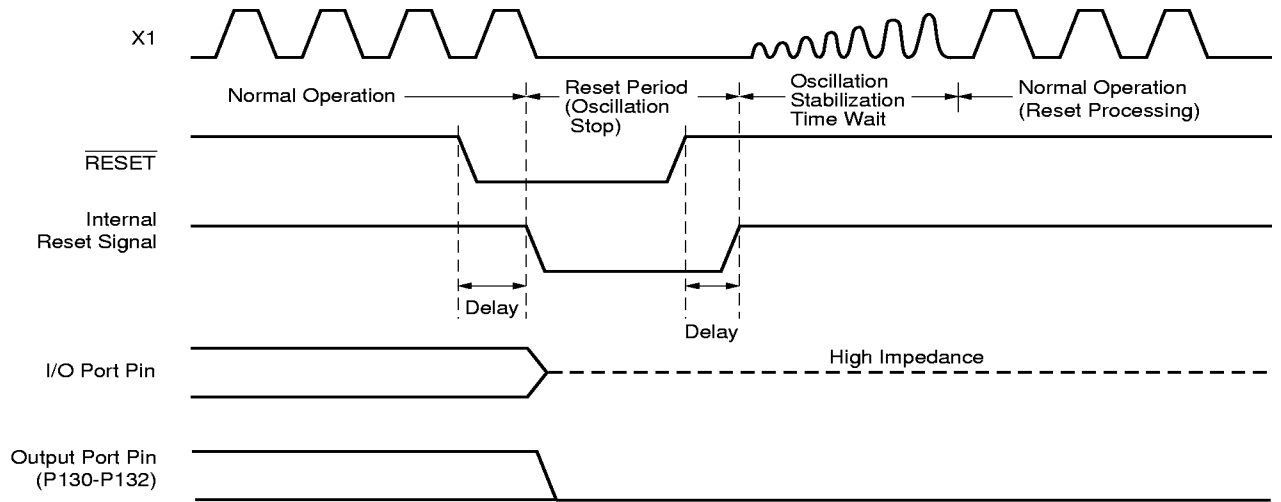 X1
Normal Operation
Reset Period
(Oscillation
Stop)
Oscillation
Stabilization
Time Wait
Normal Operation
(Reset Processing)
RESET
Internal
Reset Signal
Delay
Delay
I/O Port Pin
High Impedance
Output Port Pin
(P130-P132)